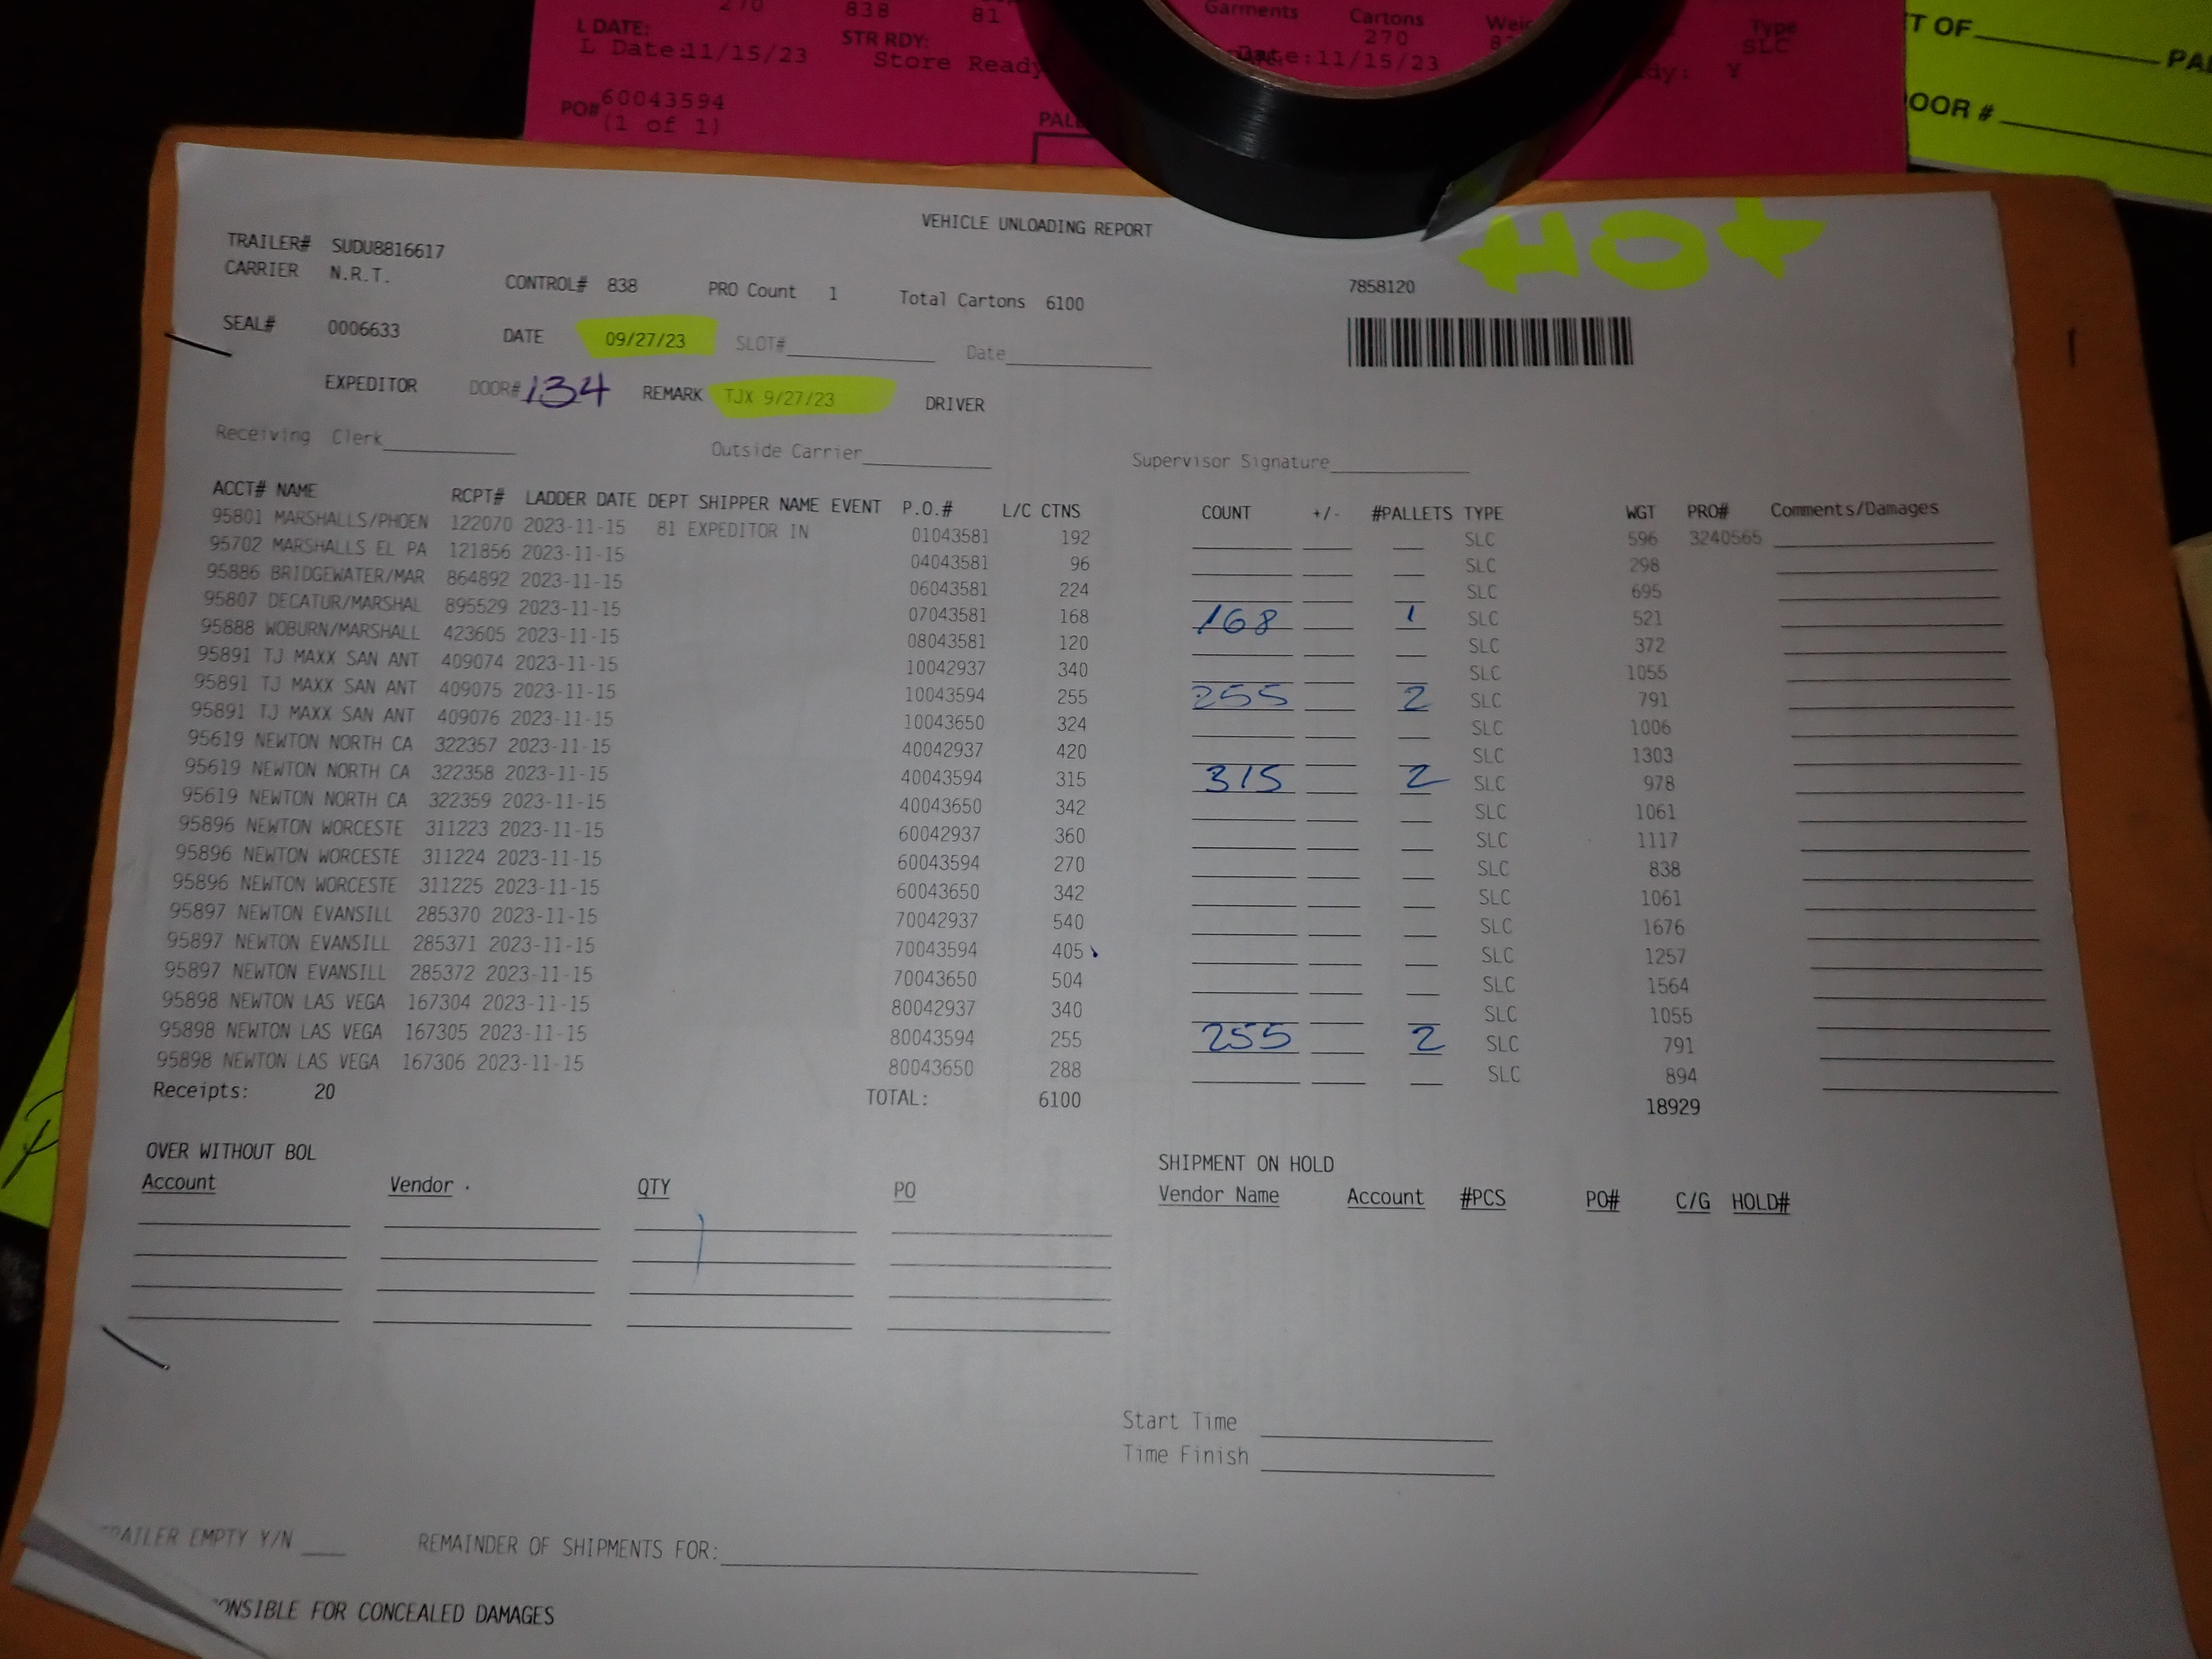 270 838 81
Garments Cartons Type
270 SLC
L DATE: STR RDY:
L Date:11/15/23 Store Ready
Date:11/15/23 dy: Y
PO# 60043594
(1 of 1)
PALL
T OF PAL
OOR #
HOT
VEHICLE UNLOADING REPORT
TRAILER# SUDU8816617
CARRIER N.R.T. CONTROL# 838 PRO Count 1 Total Cartons 6100 7858120
SEAL# 0006633 DATE 09/27/23 SLOT# Date
EXPEDITOR DOOR# 134 REMARK TJX 9/27/23 DRIVER
Receiving Clerk Outside Carrier Supervisor Signature
ACCT# NAME RCPT# LADDER DATE DEPT SHIPPER NAME EVENT P.O.# L/C CTNS COUNT +/- #PALLETS TYPE WGT PRO# Comments/Damages
95801 MARSHALLS/PHOEN 122070 2023-11-15 81 EXPEDITOR IN 01043581 192 SLC 596 3240565
95702 MARSHALLS EL PA 121856 2023-11-15 04043581 96 SLC 298
95886 BRIDGEWATER/MAR 864892 2023-11-15 06043581 224 SLC 695
95807 DECATUR/MARSHAL 895529 2023-11-15 07043581 168 168 1 SLC 521
95888 WOBURN/MARSHALL 423605 2023-11-15 08043581 120 SLC 372
95891 TJ MAXX SAN ANT 409074 2023-11-15 10042937 340 SLC 1055
95891 TJ MAXX SAN ANT 409075 2023-11-15 10043594 255 255 2 SLC 791
95891 TJ MAXX SAN ANT 409076 2023-11-15 10043650 324 SLC 1006
95619 NEWTON NORTH CA 322357 2023-11-15 40042937 420 SLC 1303
95619 NEWTON NORTH CA 322358 2023-11-15 40043594 315 315 2 SLC 978
95619 NEWTON NORTH CA 322359 2023-11-15 40043650 342 SLC 1061
95896 NEWTON WORCESTE 311223 2023-11-15 60042937 360 SLC 1117
95896 NEWTON WORCESTE 311224 2023-11-15 60043594 270 SLC 838
95896 NEWTON WORCESTE 311225 2023-11-15 60043650 342 SLC 1061
95897 NEWTON EVANSILL 285370 2023-11-15 70042937 540 SLC 1676
95897 NEWTON EVANSILL 285371 2023-11-15 70043594 405 SLC 1257
95897 NEWTON EVANSILL 285372 2023-11-15 70043650 504 SLC 1564
95898 NEWTON LAS VEGA 167304 2023-11-15 80042937 340 SLC 1055
95898 NEWTON LAS VEGA 167305 2023-11-15 80043594 255 255 2 SLC 791
95898 NEWTON LAS VEGA 167306 2023-11-15 80043650 288 SLC 894
Receipts: 20 TOTAL: 6100 18929
OVER WITHOUT BOL SHIPMENT ON HOLD
Account Vendor QTY PO Vendor Name Account #PCS PO# C/G HOLD#
Start Time
Time Finish
RAILER EMPTY Y/N REMAINDER OF SHIPMENTS FOR:
ONSIBLE FOR CONCEALED DAMAGES